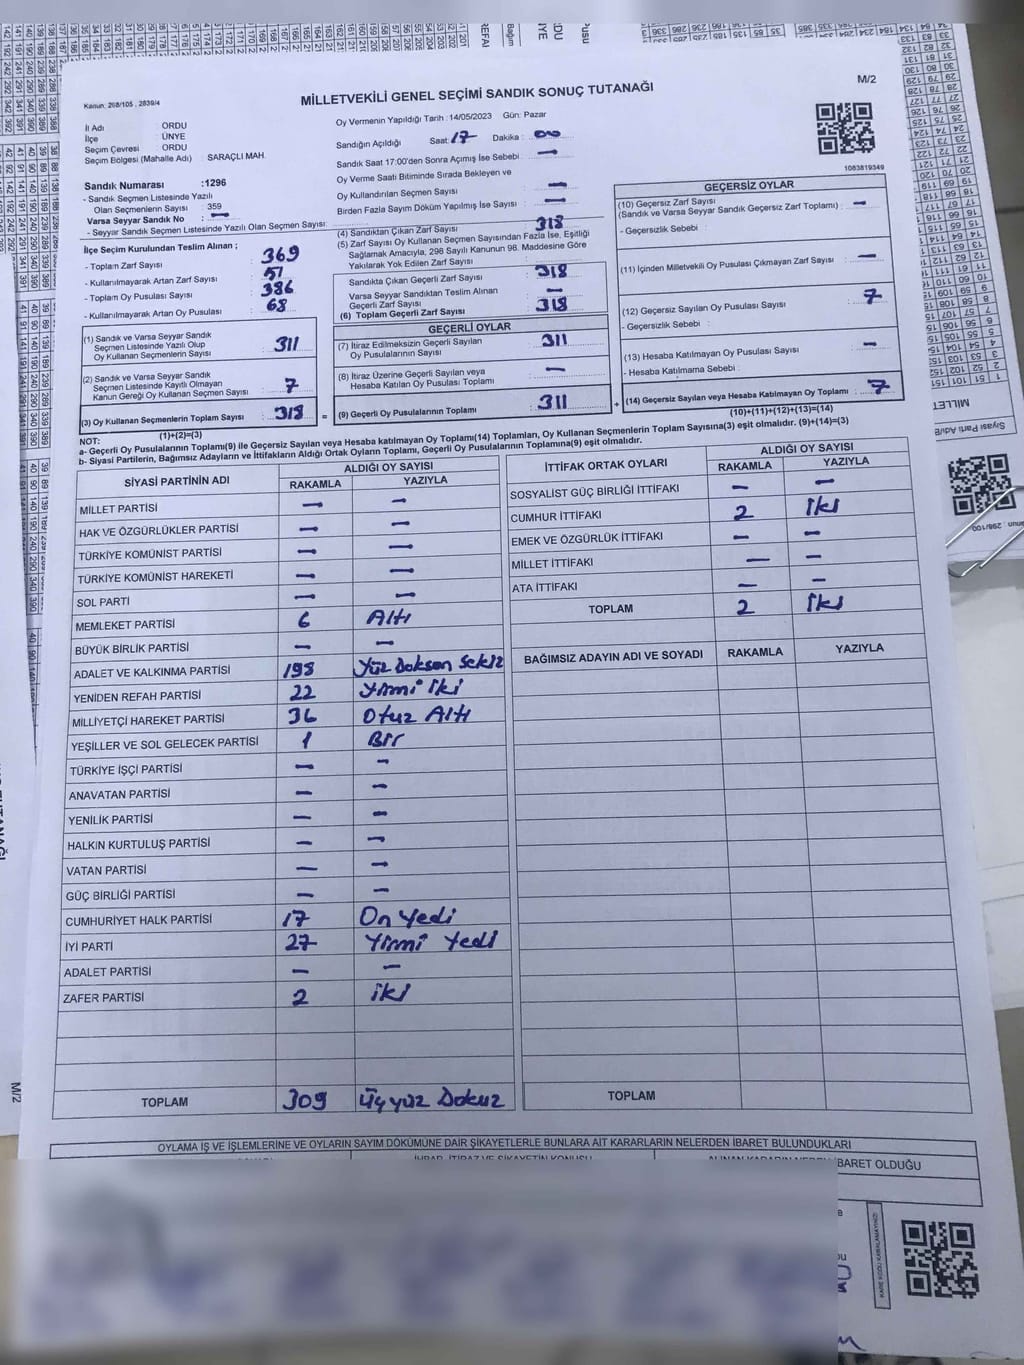 MİLLETVEKİLİ GENEL SEÇİMİ SANDIK SONUÇ TUTANAĞI
M/2
Kanun: 298/105 , 2839/4
İl Adı : ORDU
İlçe : ÜNYE
Seçim Çevresi : ORDU
Seçim Bölgesi (Mahalle Adı) : SARAÇLI MAH.
Sandık Numarası :1296
- Sandık Seçmen Listesinde Yazılı
Olan Seçmenlerin Sayısı : 359
Varsa Seyyar Sandık No : —
- Seyyar Seçmen Listesinde Yazılı Olan Seçmen Sayısı:
Oy Vermenin Yapıldığı Tarih : 14/05/2023 Gün: Pazar
Sandığın Açıldığı Saat: 17 Dakika : 00
Sandık Saat 17:00'den Sonra Açımış İse Sebebi : —
Oy Verme Saati Bitiminde Sırada Bekleyen ve
Oy Kullandırılan Seçmen Sayısı : —
Birden Fazla Sayım Döküm Yapılmış İse Sayısı : —
1083819349
İlçe Seçim Kurulundan Teslim Alınan ;
- Toplam Zarf Sayısı : 369
- Kullanılmayarak Artan Zarf Sayısı : 51
- Toplam Oy Pusulası Sayısı : 386
- Kullanılmayarak Artan Oy Pusulası : 68
(1) Sandık ve Varsa Seyyar Sandık
Seçmen Listesinde Yazılı Olup
Oy Kullanan Seçmenlerin Sayısı : 311
(2) Sandık ve Varsa Seyyar Sandık
Seçmen Listesinde Kayıtlı Olmayan
Kanun Gereği Oy Kullanan Seçmen Sayısı : 7
(3) Oy Kullanan Seçmenlerin Toplam Sayısı : 318 =
(1)+(2)=(3)
(4) Sandıktan Çıkan Zarf Sayısı : 318
(5) Zarf Sayısı Oy Kullanan Seçmen Sayısından Fazla İse, Eşitliği
Sağlamak Amacıyla, 298 Sayılı Kanunun 98. Maddesine Göre
Yakılarak Yok Edilen Zarf Sayısı :
Sandıkta Çıkan Geçerli Zarf Sayısı : 318
Varsa Seyyar Sandıktan Teslim Alınan
Geçerli Zarf Sayısı : —
(6) Toplam Geçerli Zarf Sayısı : 318
GEÇERLİ OYLAR
(7) İtiraz Edilmeksizin Geçerli Sayılan
Oy Pusulalarının Sayısı : 311
(8) İtiraz Üzerine Geçerli Sayılan veya
Hesaba Katılan Oy Pusulası Toplamı : —
(9) Geçerli Oy Pusulalarının Toplamı : 311 +
GEÇERSİZ OYLAR
(10) Geçersiz Zarf Sayısı
(Sandık ve Varsa Seyyar Sandık Geçersiz Zarf Toplamı) : —
- Geçersizlik Sebebi :
(11) İçinden Milletvekili Oy Pusulası Çıkmayan Zarf Sayısı : —
(12) Geçersiz Sayılan Oy Pusulası Sayısı : 7
- Geçersizlik Sebebi :
(13) Hesaba Katılmayan Oy Pusulası Sayısı : —
- Hesaba Katılmama Sebebi :
(14) Geçersiz Sayılan veya Hesaba Katılmayan Oy Toplamı : 7
(10)+(11)+(12)+(13)=(14)
NOT:
a- Geçerli Oy Pusulalarının Toplamı(9) ile Geçersiz Sayılan veya Hesaba katılmayan Oy Toplamı(14) Toplamları, Oy Kullanan Seçmenlerin Toplam Sayısına(3) eşit olmalıdır. (9)+(14)=(3)
b- Siyasi Partilerin, Bağımsız Adayların ve İttifakların Aldığı Ortak Oyların Toplamı, Geçerli Oy Pusulalarının Toplamına(9) eşit olmalıdır.
SİYASİ PARTİNİN ADI ALDIĞI OY SAYISI
RAKAMLA YAZIYLA
MİLLET PARTİSİ — —
HAK VE ÖZGÜRLÜKLER PARTİSİ — —
TÜRKİYE KOMÜNİST PARTİSİ — —
TÜRKİYE KOMÜNİST HAREKETİ — —
SOL PARTİ — —
MEMLEKET PARTİSİ 6 Altı
BÜYÜK BİRLİK PARTİSİ — —
ADALET VE KALKINMA PARTİSİ 198 Yüz Doksan Sekiz
YENİDEN REFAH PARTİSİ 22 Yirmi iki
MİLLİYETÇİ HAREKET PARTİSİ 36 Otuz Altı
YEŞİLLER VE SOL GELECEK PARTİSİ 1 Bir
TÜRKİYE İŞÇİ PARTİSİ — —
ANAVATAN PARTİSİ — —
YENİLİK PARTİSİ — —
HALKIN KURTULUŞ PARTİSİ — —
VATAN PARTİSİ — —
GÜÇ BİRLİĞİ PARTİSİ — —
CUMHURİYET HALK PARTİSİ 17 On Yedi
İYİ PARTİ 27 Yirmi Yedi
ADALET PARTİSİ — —
ZAFER PARTİSİ 2 iki
TOPLAM 309 Üçyüz Dokuz
İTTİFAK ORTAK OYLARI ALDIĞI OY SAYISI
RAKAMLA YAZIYLA
SOSYALİST GÜÇ BİRLİĞİ İTTİFAKI — —
CUMHUR İTTİFAKI 2 İki
EMEK VE ÖZGÜRLÜK İTTİFAKI — —
MİLLET İTTİFAKI — —
ATA İTTİFAKI — —
TOPLAM 2 İki
BAĞIMSIZ ADAYIN ADI VE SOYADI RAKAMLA YAZIYLA
TOPLAM
OYLAMA İŞ VE İŞLEMLERİNE VE OYLARIN SAYIM DÖKÜMÜNE DAİR ŞİKAYETLERLE BUNLARA AİT KARARLARIN NELERDEN İBARET BULUNDUKLARI
İHBAR, İTİRAZ VE ŞİKAYETİN KONUSU
BARET OLDUĞU
KARE KODU KARALAMAYINIZ!
M/2